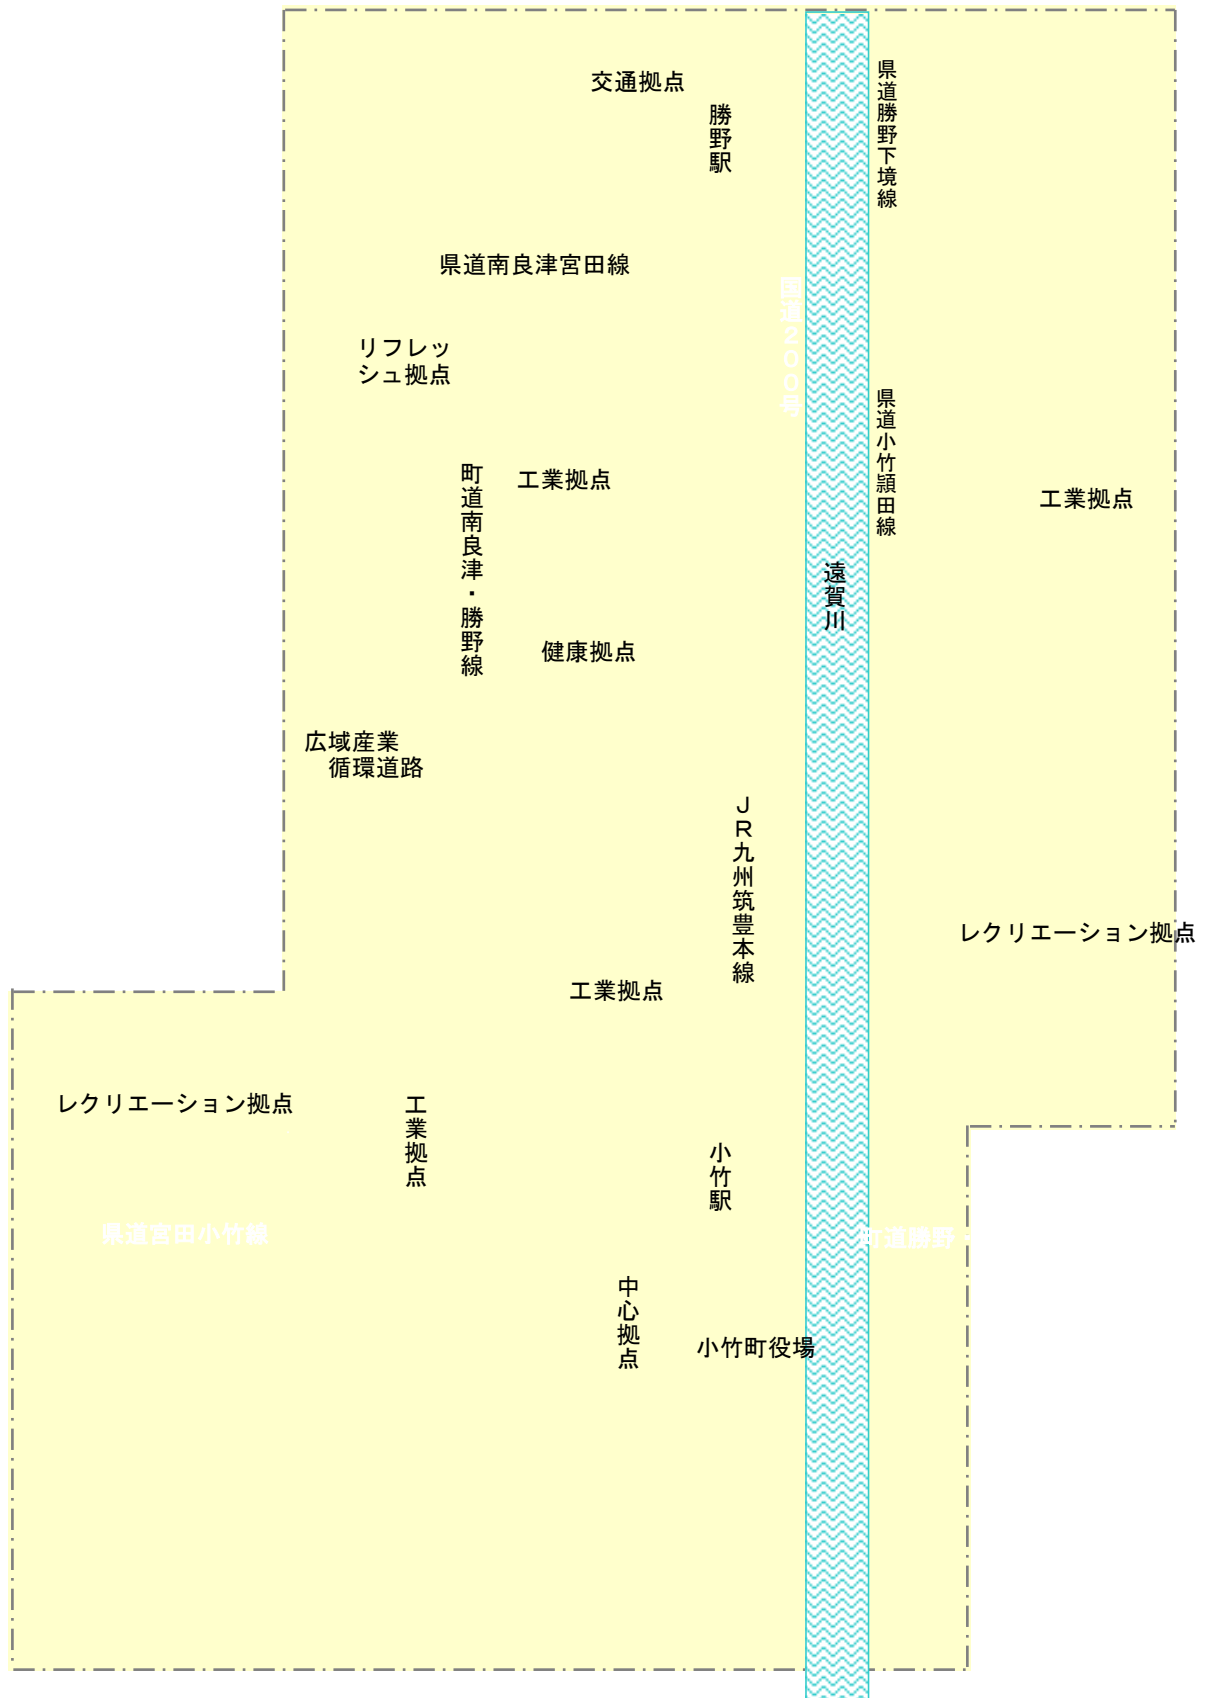 交通拠点
勝野駅
県道勝野下境線
県道南良津宮田線
国道200号
リフレッ
シュ拠点
県道小竹頴田線
町道南良津・勝野線
工業拠点
工業拠点
遠賀川
健康拠点
広域産業
循環道路
JR九州筑豊本線
レクリエーション拠点
工業拠点
レクリエーション拠点
工業拠点
小竹駅
県道宮田小竹線
町道勝野・
中心拠点
小竹町役場